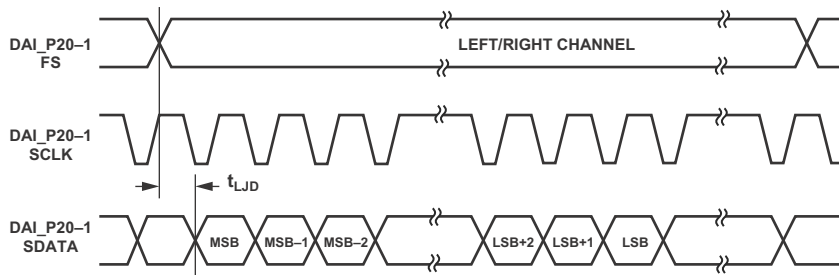 DAI_P20–1
FS
LEFT/RIGHT CHANNEL
DAI_P20–1
SCLK
tLJD
DAI_P20–1
SDATA
MSB
MSB–1
MSB–2
LSB+2
LSB+1
LSB